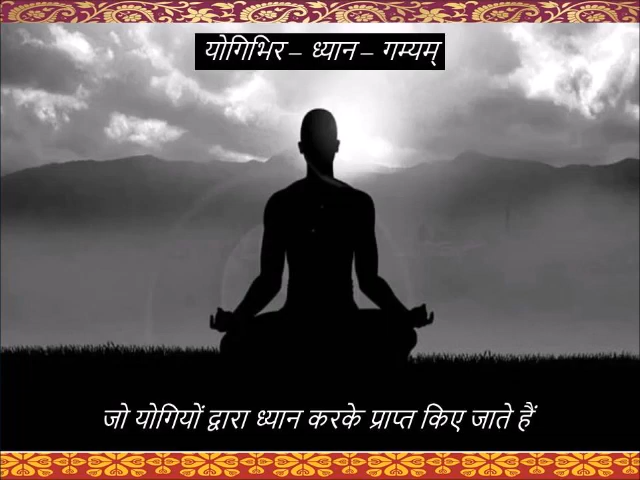 योगिभिर – ध्यान – गम्यम्
जो योगियों द्वारा ध्यान करके प्राप्त किए जाते हैं